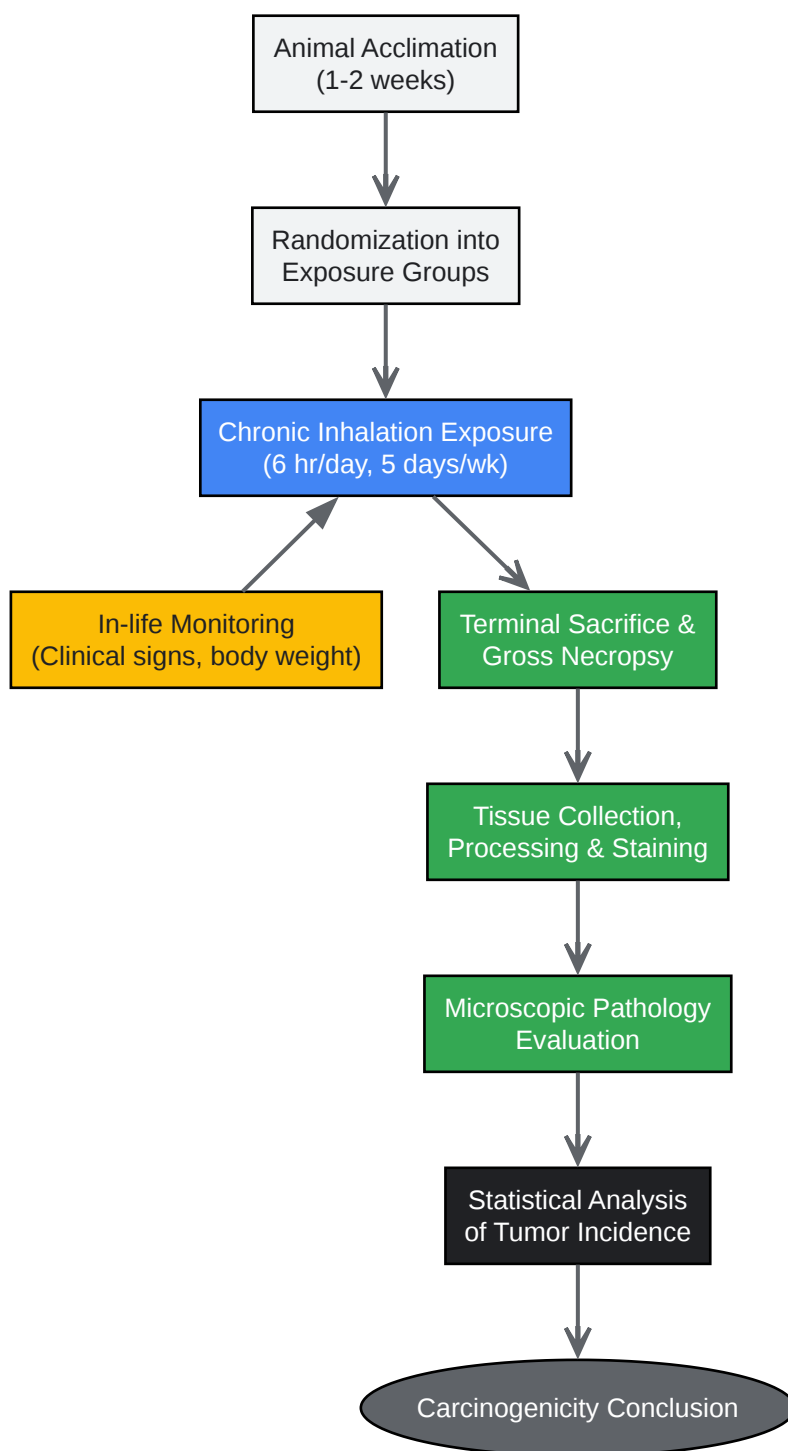 Animal Acclimation
(1-2 weeks)
Randomization into
Exposure Groups
Chronic Inhalation Exposure
(6 hr/day, 5 days/wk)
In-life Monitoring
(Clinical signs, body weight)
Terminal Sacrifice &
Gross Necropsy
Tissue Collection,
Processing & Staining
Microscopic Pathology
Evaluation
Statistical Analysis
of Tumor Incidence
Carcinogenicity Conclusion